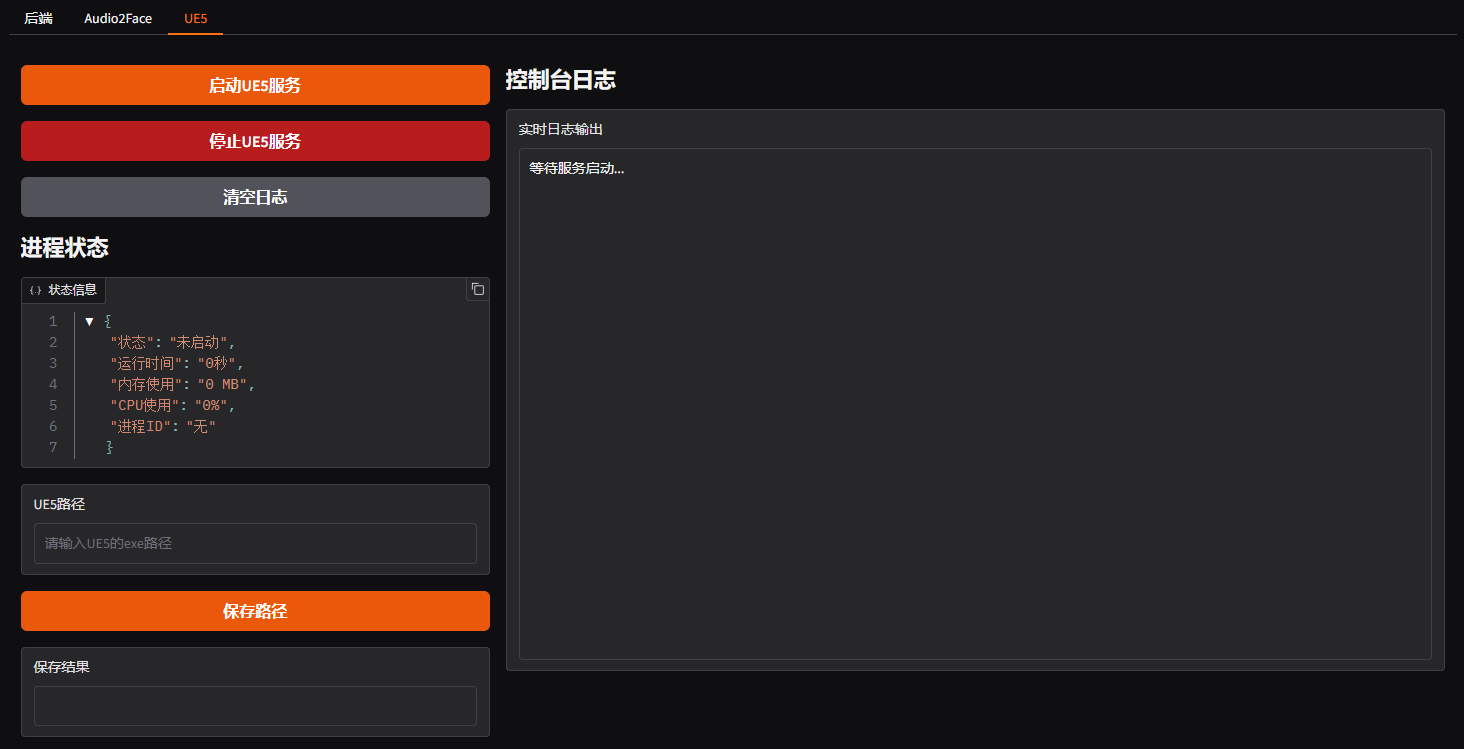 后端 Audio2Face UE5
启动UE5服务
停止UE5服务
清空日志
进程状态
{.} 状态信息
1 ▼ {
2 "状态": "未启动",
3 "运行时间": "0秒",
4 "内存使用": "0 MB",
5 "CPU使用": "0%",
6 "进程ID": "无"
7 }
UE5路径
请输入UE5的exe路径
保存路径
保存结果
控制台日志
实时日志输出
等待服务启动...